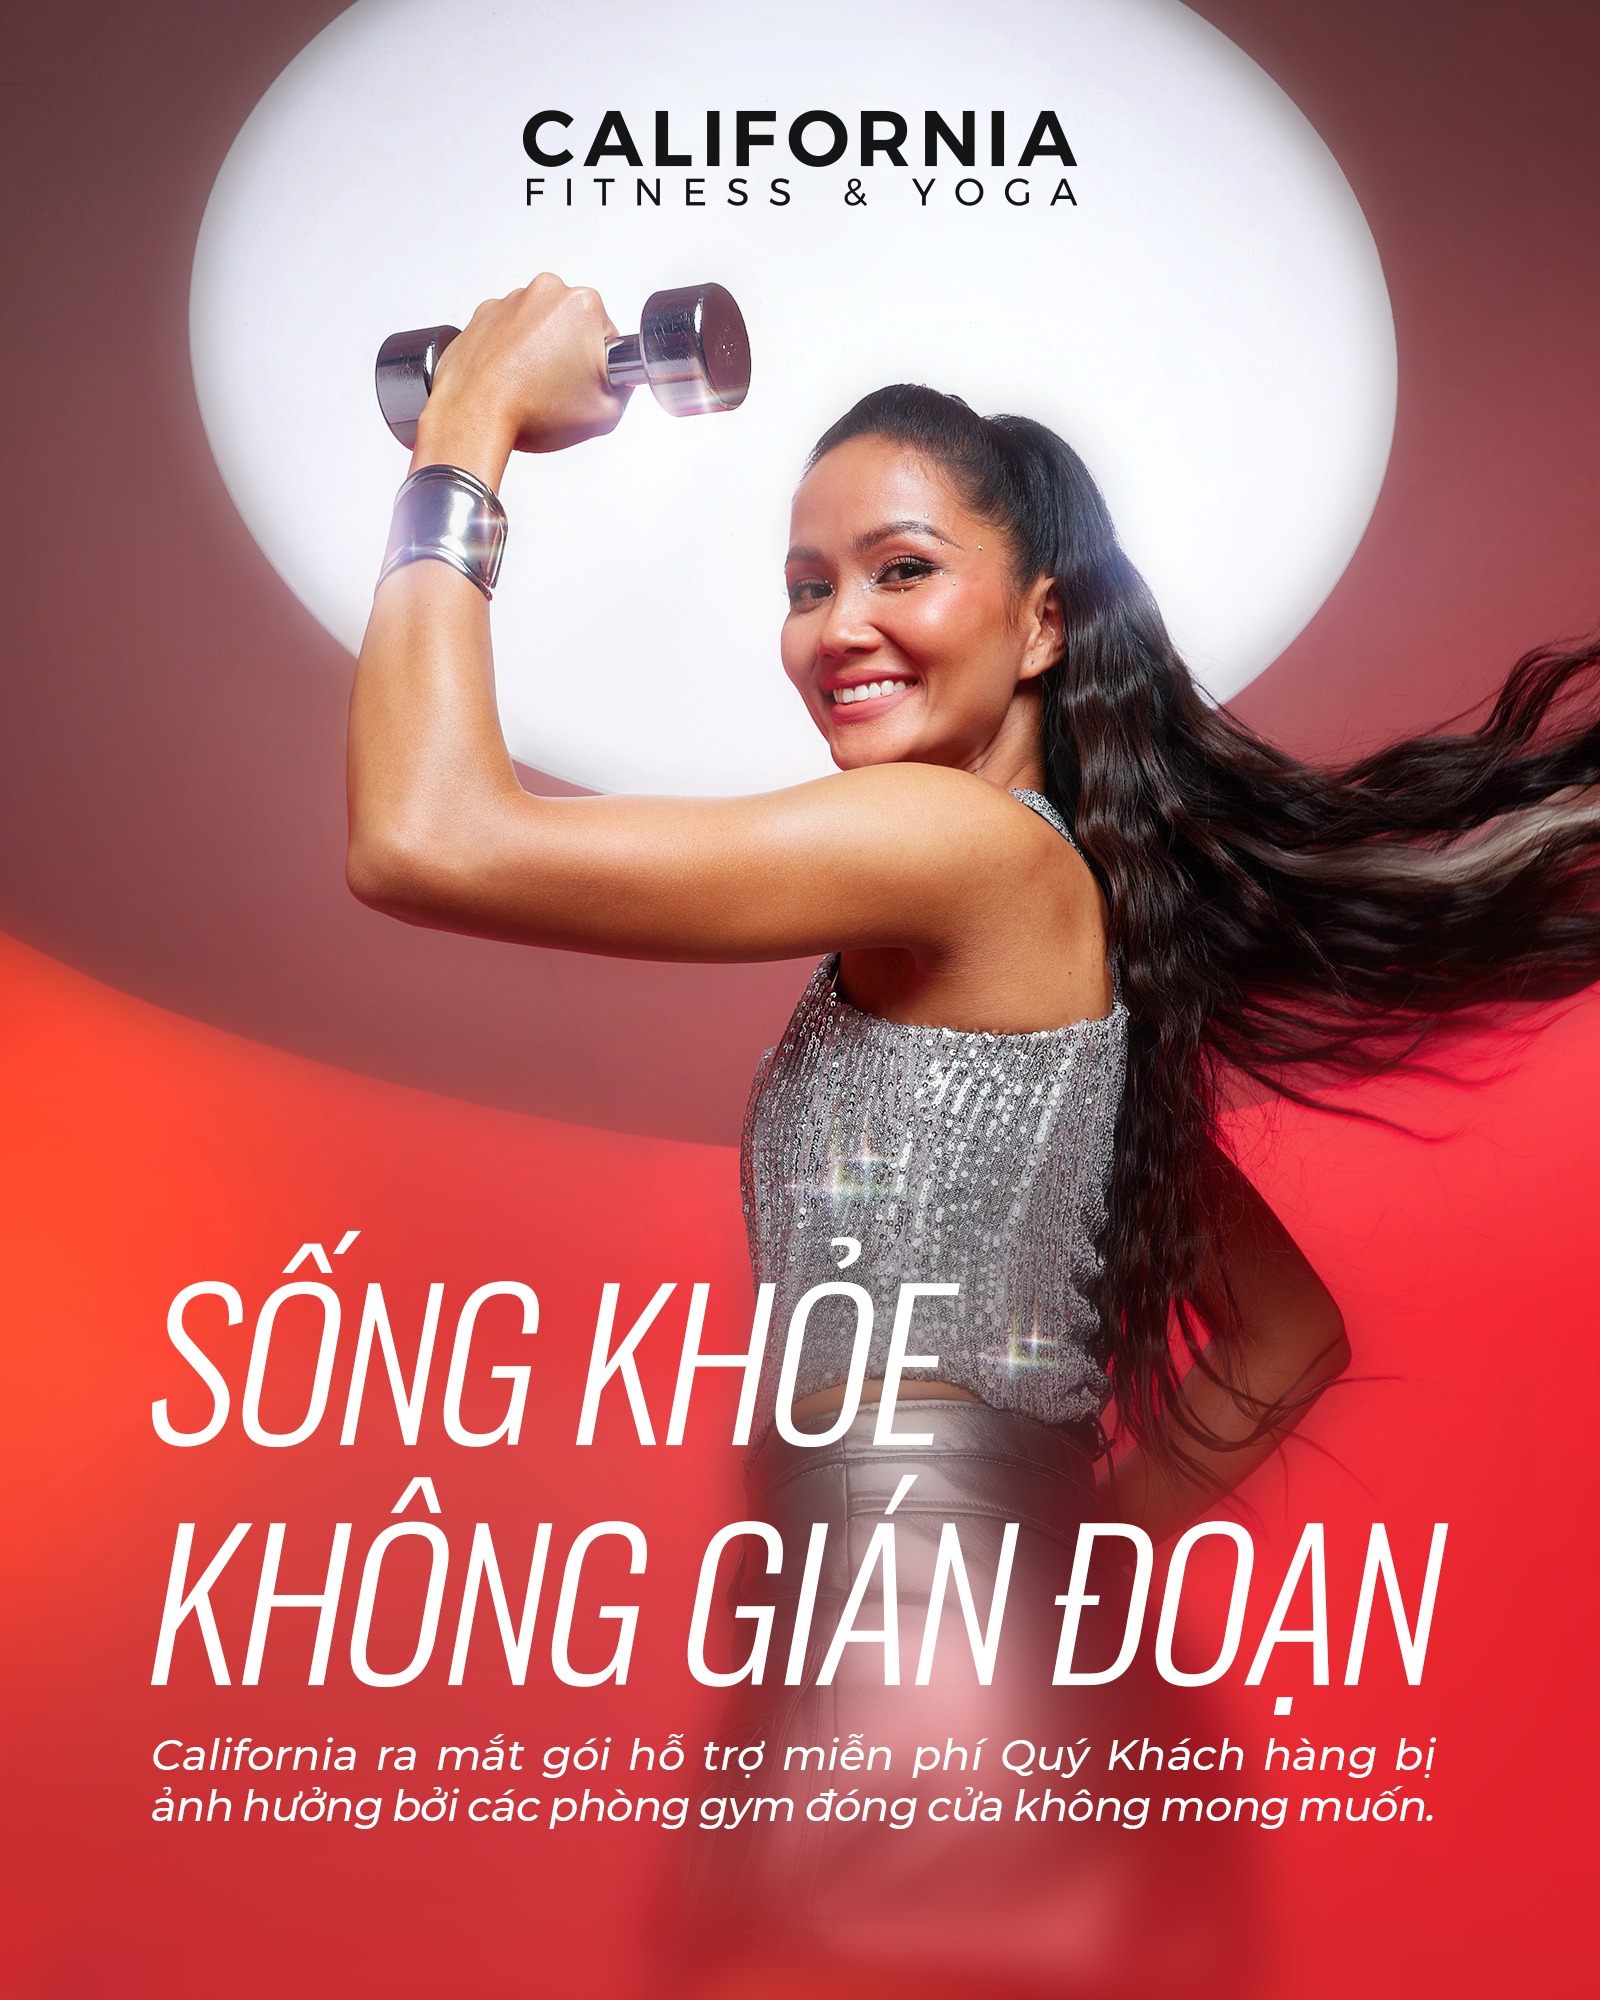 CALIFORNIA
FITNESS & YOGA
SỐNG KHỎE
KHÔNG GIÁN ĐOẠN
California ra mắt gói hỗ trợ miễn phí Quý Khách hàng bị
ảnh hưởng bởi các phòng gym đóng cửa không mong muốn.